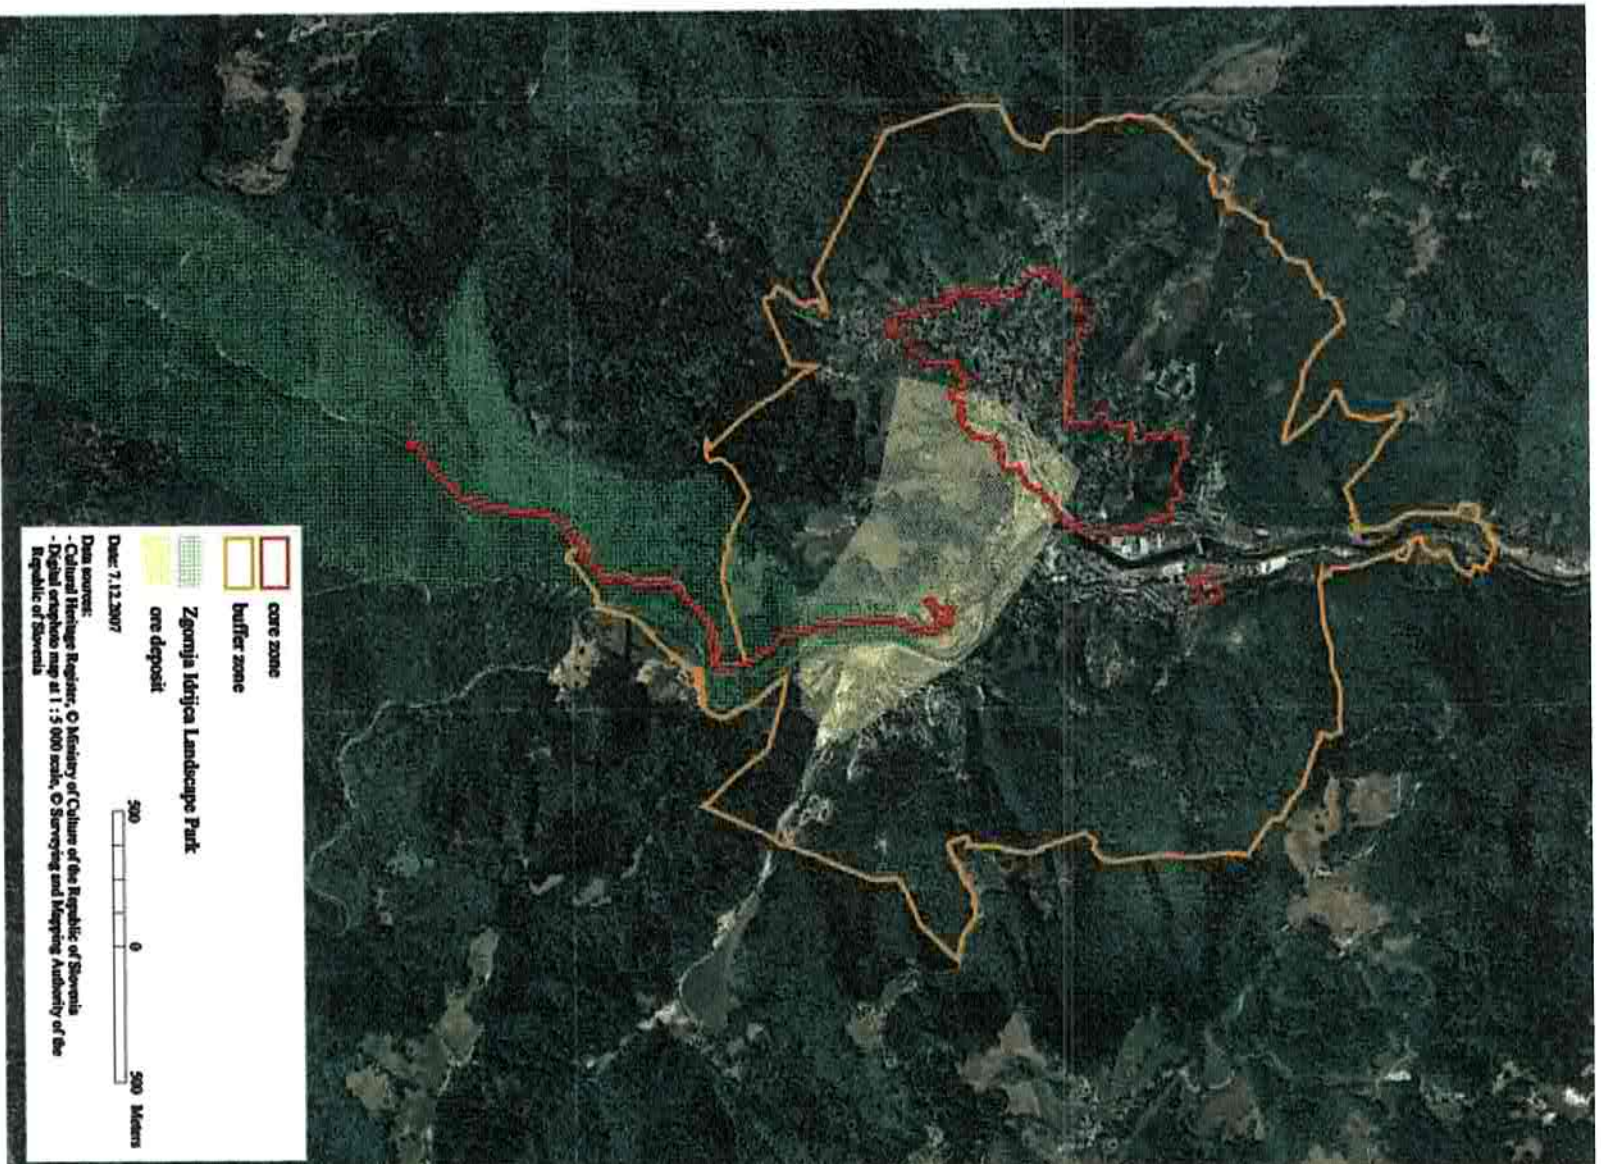 core zone
buffer zone
Zgornja Idrijca Landscape Park
ore deposit
500 0 500 Meters
Date: 7.12.2007
Data sources:
- Cultural Heritage Register, © Ministry of Culture of the Republic of Slovenia
- Digital ortophoto map at 1 : 5 000 scale, © Surveying and Mapping Authority of the
Republic of Slovenia